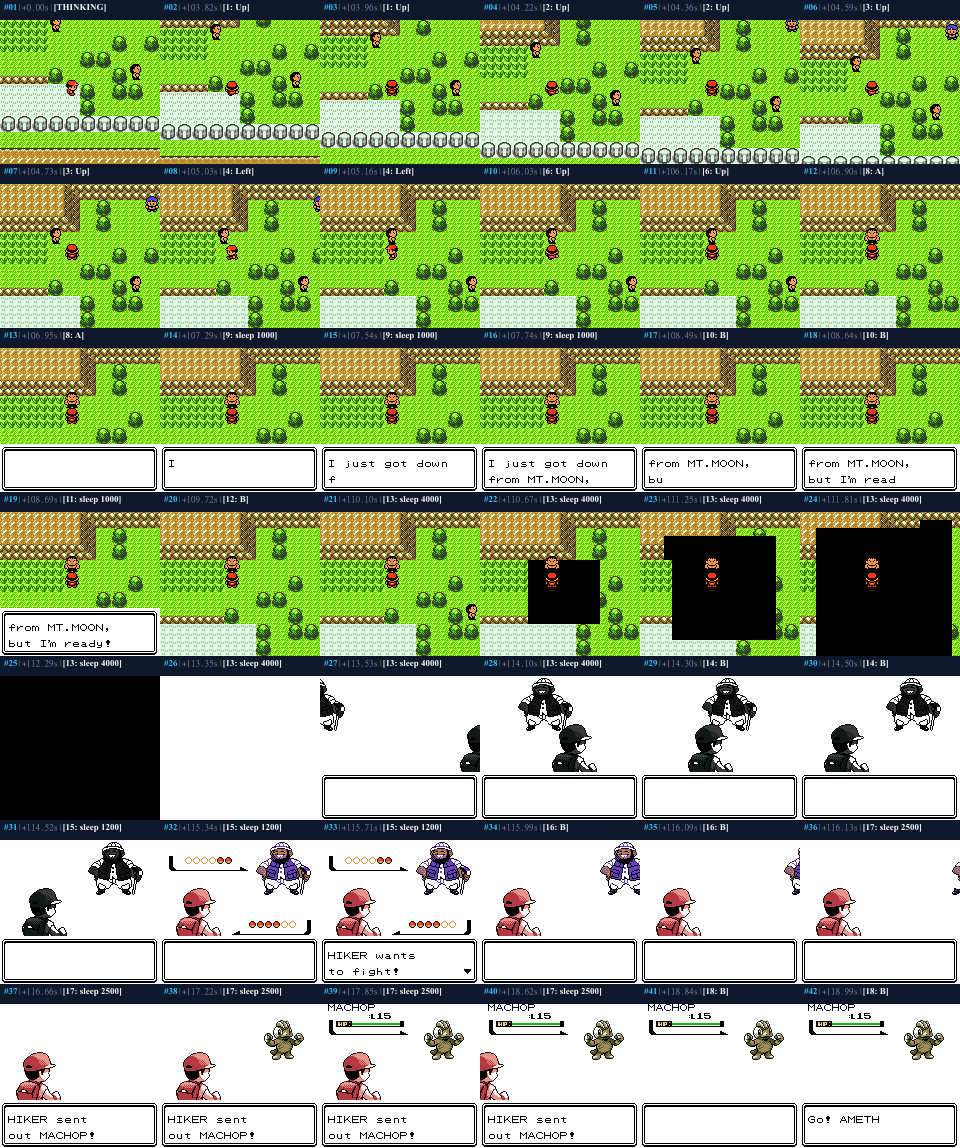 #01 | +0.00s | [THINKING]
#02 | +103.82s | [1: Up]
#03 | +103.96s | [1: Up]
#04 | +104.22s | [2: Up]
#05 | +104.36s | [2: Up]
#06 | +104.59s | [3: Up]
#07 | +104.73s | [3: Up]
#08 | +105.03s | [4: Left]
#09 | +105.16s | [4: Left]
#10 | +106.03s | [6: Up]
#11 | +106.17s | [6: Up]
#12 | +106.90s | [8: A]
#13 | +106.95s | [8: A]
#14 | +107.29s | [9: sleep 1000]
#15 | +107.54s | [9: sleep 1000]
#16 | +107.74s | [9: sleep 1000]
#17 | +108.49s | [10: B]
#18 | +108.64s | [10: B]
I
I just got down
f
I just got down
from MT.MOON,
from MT.MOON,
bu
from MT.MOON,
but I'm read
#19 | +108.69s | [11: sleep 1000]
#20 | +109.72s | [12: B]
#21 | +110.10s | [13: sleep 4000]
#22 | +110.67s | [13: sleep 4000]
#23 | +111.25s | [13: sleep 4000]
#24 | +111.81s | [13: sleep 4000]
from MT.MOON,
but I'm ready!
#25 | +112.29s | [13: sleep 4000]
#26 | +113.35s | [13: sleep 4000]
#27 | +113.53s | [13: sleep 4000]
#28 | +114.10s | [13: sleep 4000]
#29 | +114.30s | [14: B]
#30 | +114.50s | [14: B]
#31 | +114.52s | [15: sleep 1200]
#32 | +115.34s | [15: sleep 1200]
#33 | +115.71s | [15: sleep 1200]
#34 | +115.99s | [16: B]
#35 | +116.09s | [16: B]
#36 | +116.13s | [17: sleep 2500]
HIKER wants
to fight!
#37 | +116.66s | [17: sleep 2500]
#38 | +117.22s | [17: sleep 2500]
#39 | +117.85s | [17: sleep 2500]
#40 | +118.62s | [17: sleep 2500]
#41 | +118.84s | [18: B]
#42 | +118.99s | [18: B]
HIKER sent
out MACHOP!
HIKER sent
out MACHOP!
MACHOP
:L15
HP:
HIKER sent
out MACHOP!
MACHOP
:L15
HP:
HIKER sent
out MACHOP!
MACHOP
:L15
HP:
MACHOP
:L15
HP:
Go! AMETH